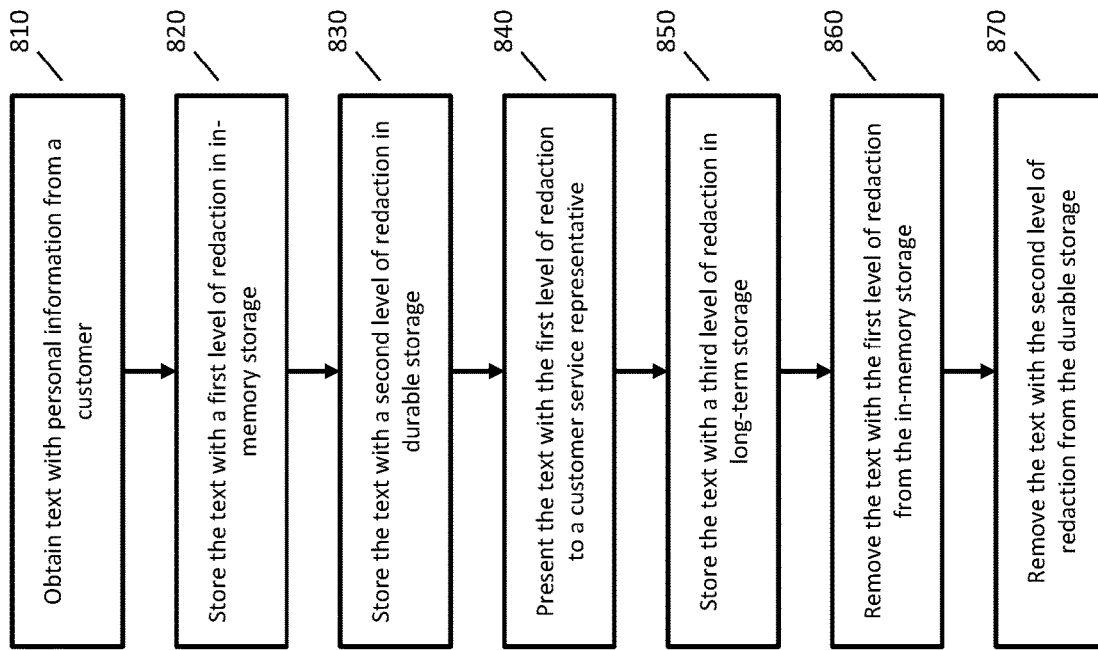 810
Obtain text with personal information from a
customer
820
Store the text with a first level of redaction in in-
memory storage
830
Store the text with a second level of redaction in
durable storage
840
Present the text with the first level of redaction
to a customer service representative
850
Store the text with a third level of redaction in
long-term storage
860
Remove the text with the first level of redaction
from the in-memory storage
870
Remove the text with the second level of
redaction from the durable storage